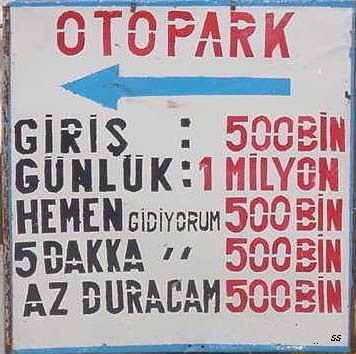 OTOPARK
GİRİŞ : 500BİN
GÜNLÜK : 1 MİLYON
HEMEN GİDİYORUM 500BİN
5 DAKKA " 500BİN
AZ DURACAM 500BİN
SS